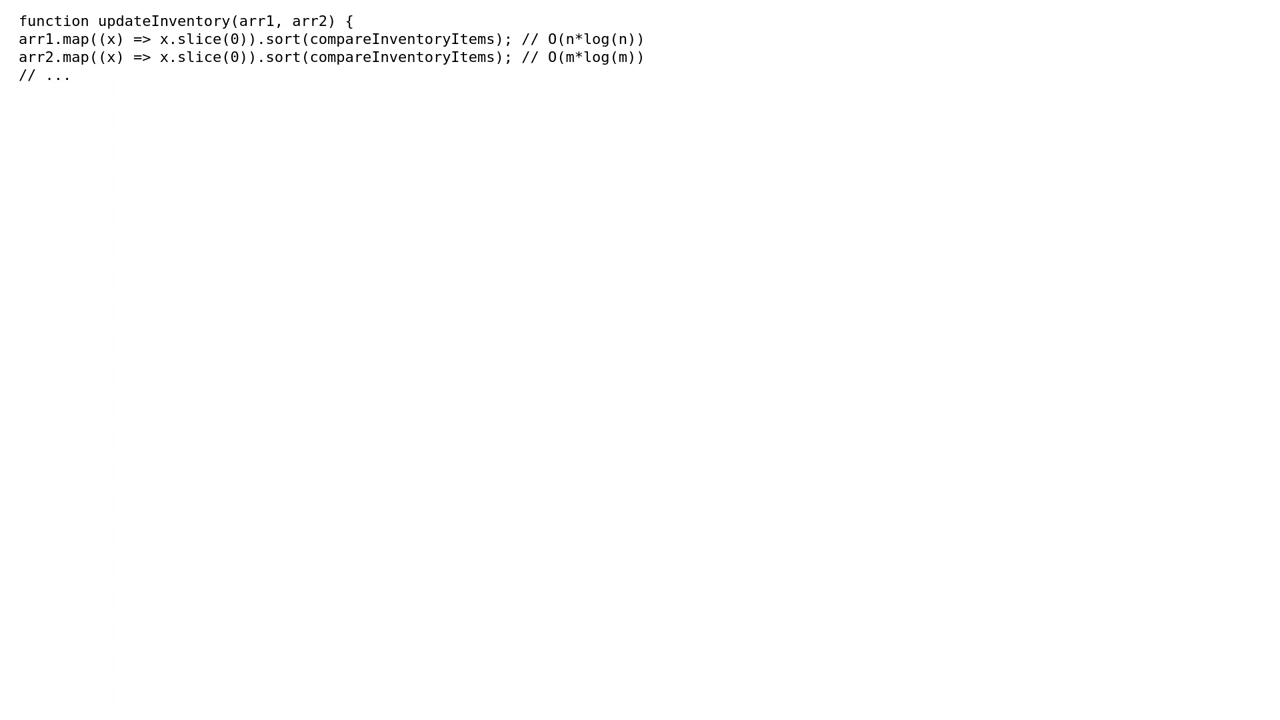 function updateInventory(arr1, arr2) {
arr1.map((x) => x.slice(0)).sort(compareInventoryItems); // O(n*log(n))
arr2.map((x) => x.slice(0)).sort(compareInventoryItems); // O(m*log(m))
// ...